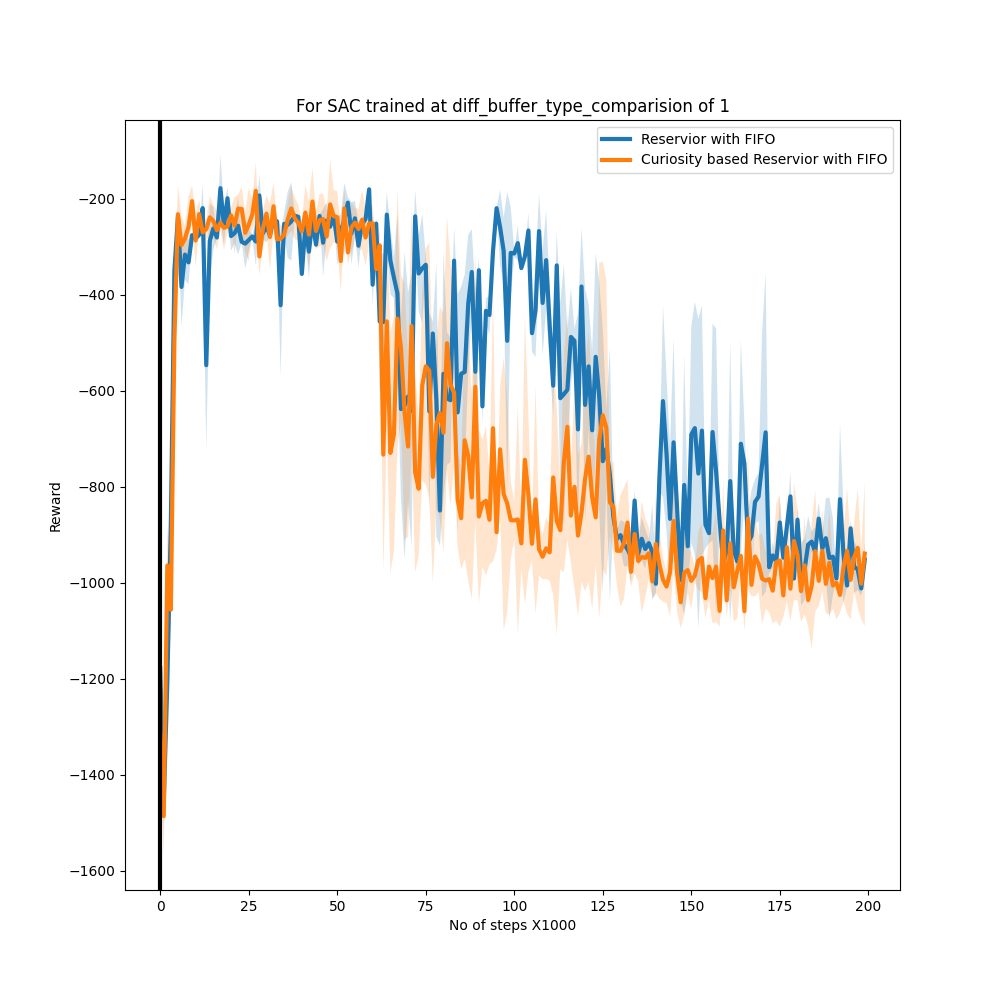 For SAC trained at diff_buffer_type_comparision of 1
Reservior with FIFO
Curiosity based Reservior with FIFO
Reward
−200
−400
−600
−800
−1000
−1200
−1400
−1600
0 25 50 75 100 125 150 175 200
No of steps X1000